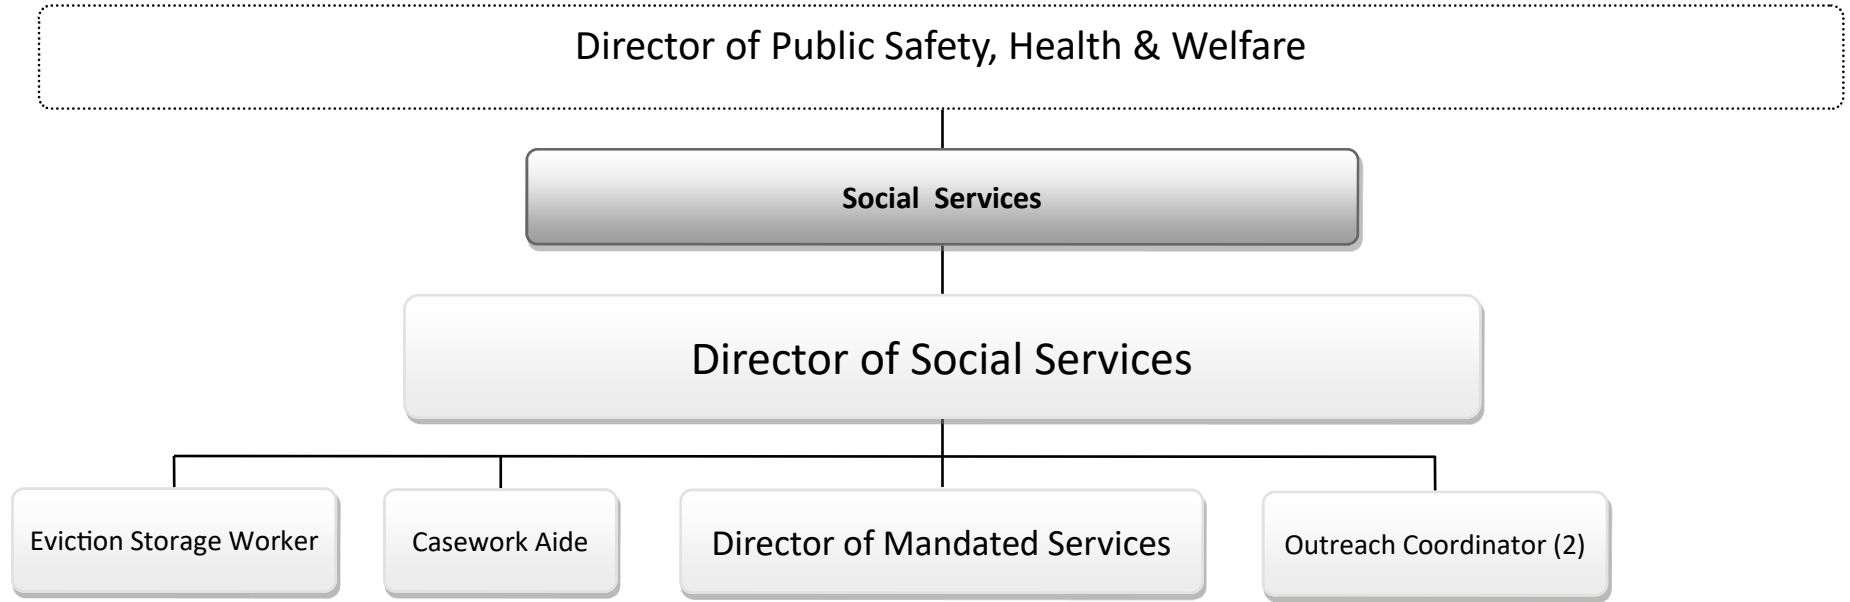 Director of Public Safety, Health & Welfare
Social Services
Director of Social Services
Eviction Storage Worker
Casework Aide
Director of Mandated Services
Outreach Coordinator (2)